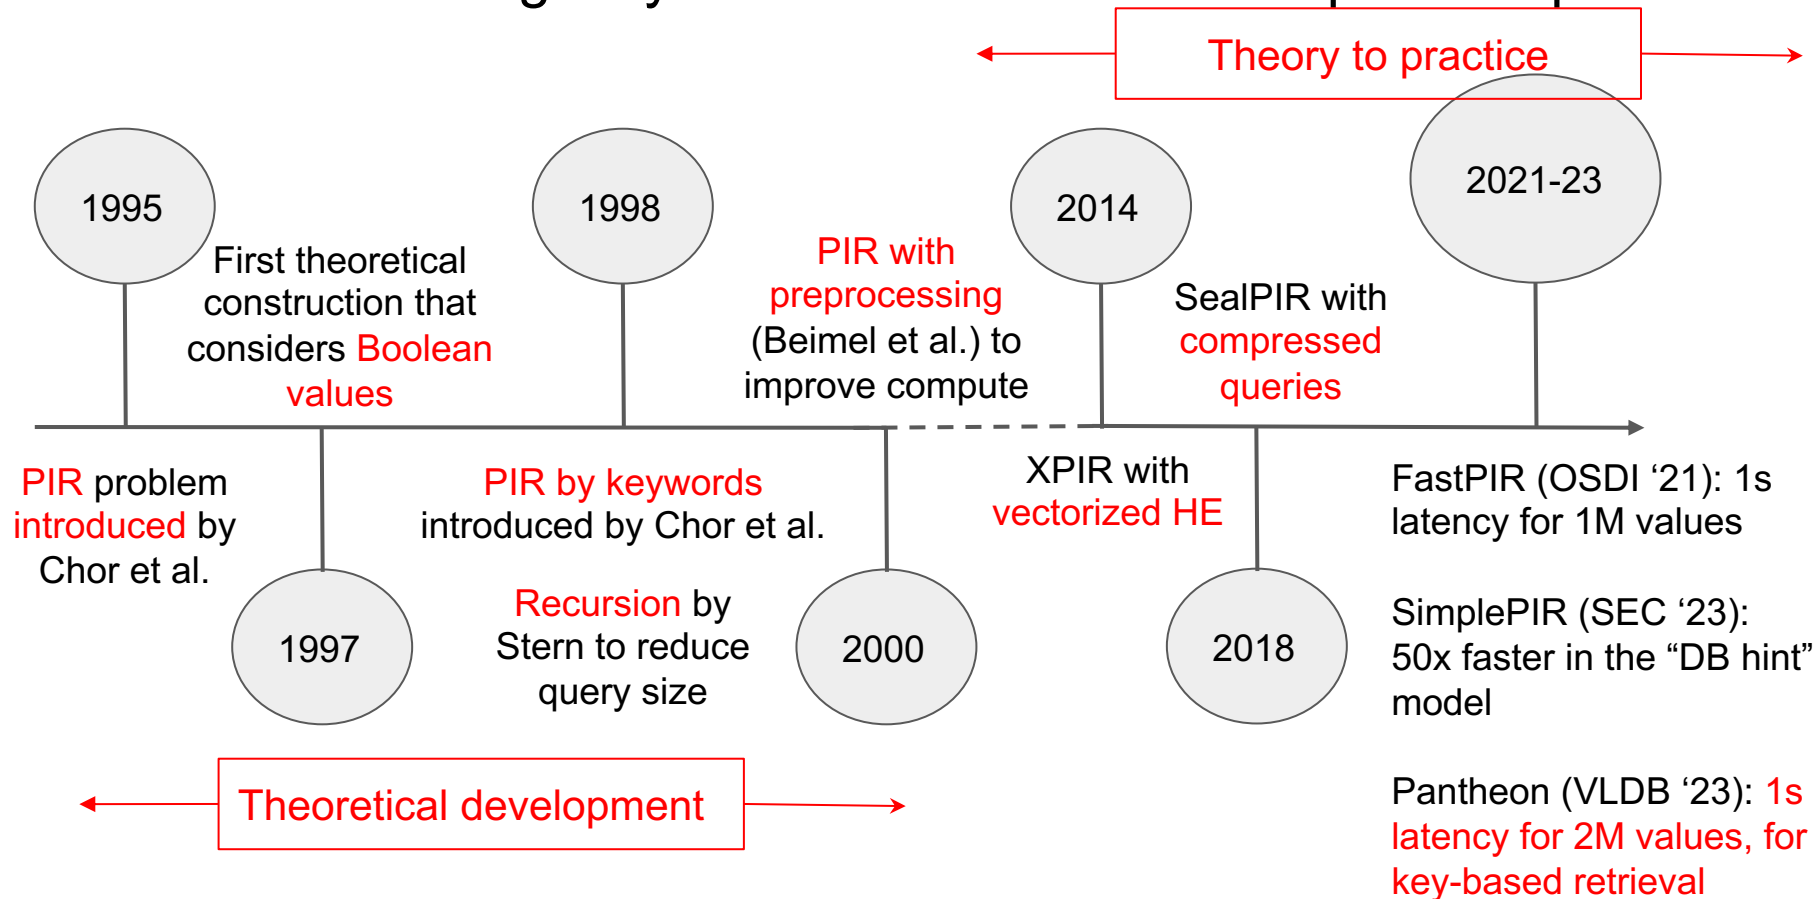 Theory to practice
1995
1998
2014
2021-23
First theoretical
construction that
considers Boolean
values
PIR with
preprocessing
(Beimel et al.) to
improve compute
SealPIR with
compressed
queries
PIR problem
introduced by
Chor et al.
PIR by keywords
introduced by Chor et al.
XPIR with
vectorized HE
FastPIR (OSDI ‘21): 1s
latency for 1M values
1997
Recursion by
Stern to reduce
query size
2000
2018
SimplePIR (SEC ‘23):
50x faster in the “DB hint”
model
Theoretical development
Pantheon (VLDB ‘23): 1s
latency for 2M values, for
key-based retrieval